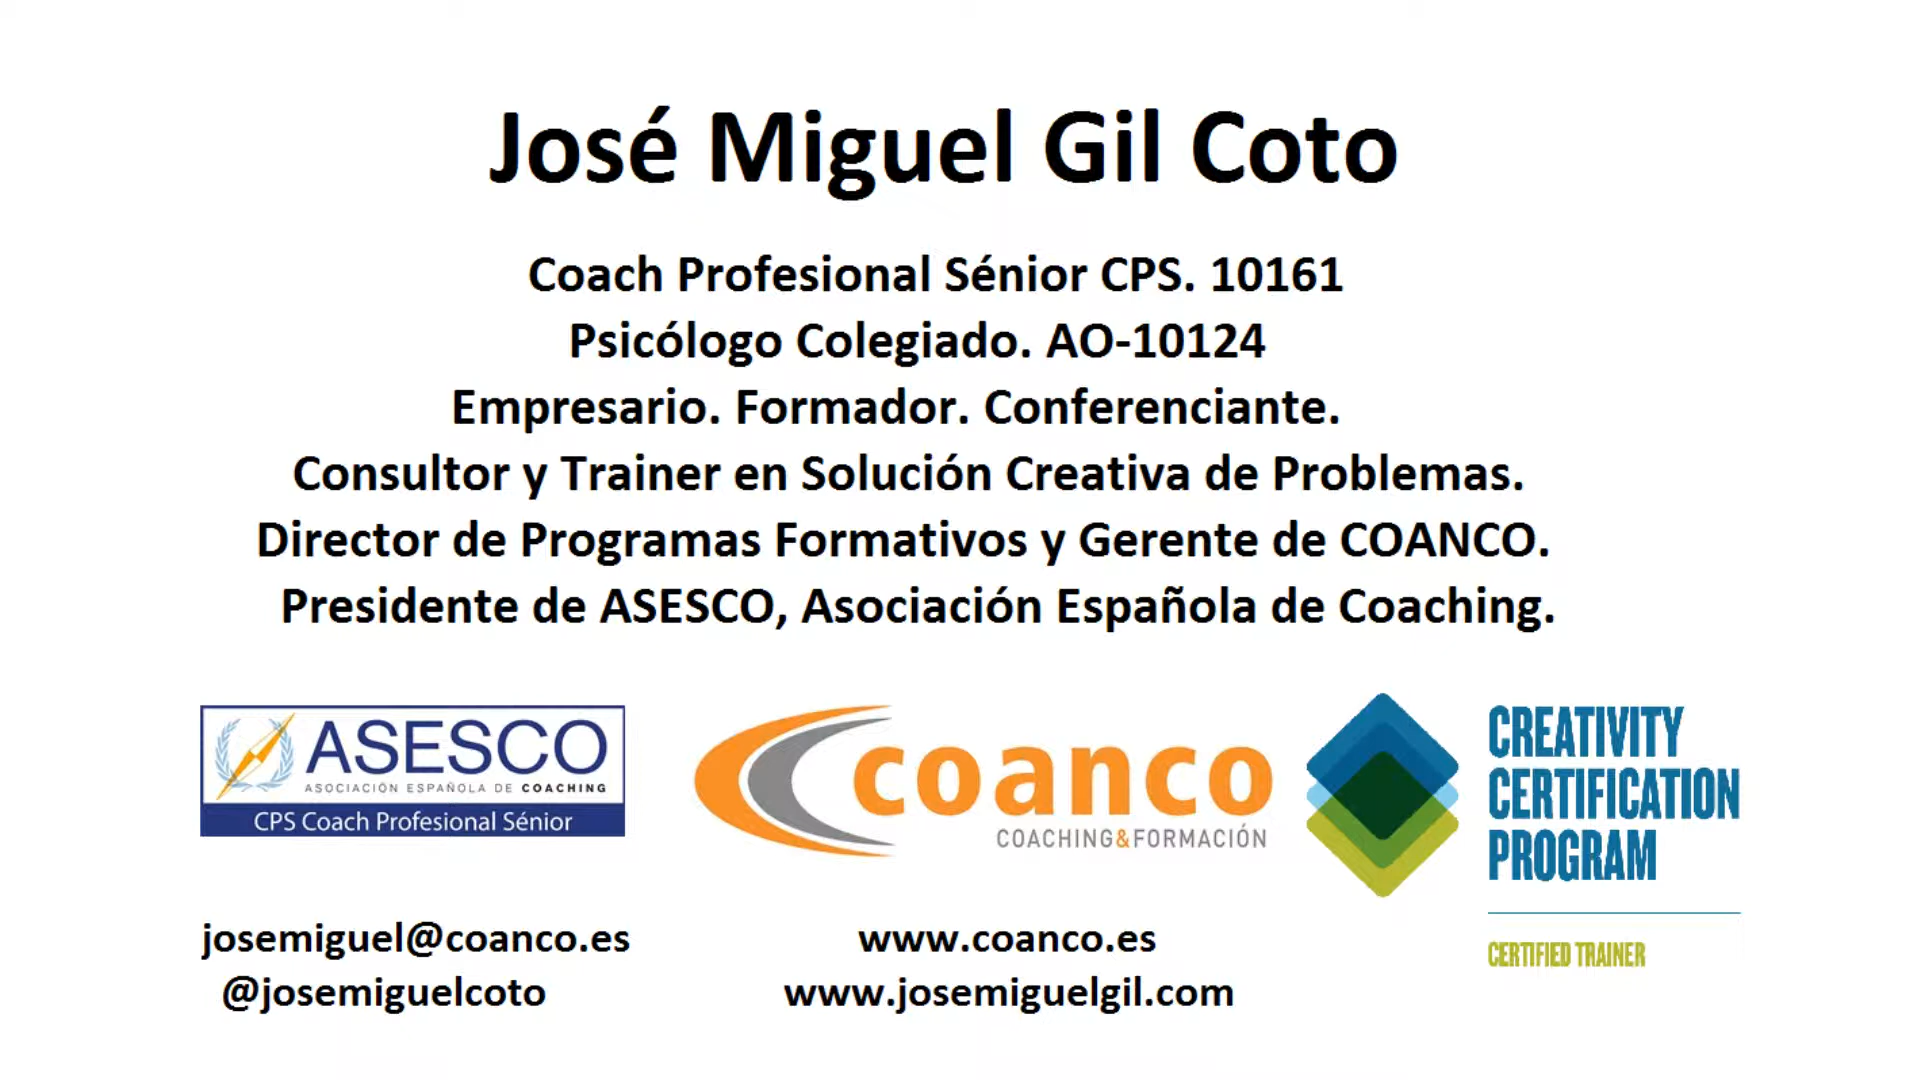 José Miguel Gil Coto
Coach Profesional Sénior CPS. 10161
Psicólogo Colegiado. AO-10124
Empresario. Formador. Conferenciante.
Consultor y Trainer en Solución Creativa de Problemas.
Director de Programas Formativos y Gerente de COANCO.
Presidente de ASESCO, Asociación Española de Coaching.
ASESCO
ASOCIACIÓN ESPAÑOLA DE COACHING
CPS Coach Profesional Sénior
coanco
COACHING&FORMACIÓN
CREATIVITY
CERTIFICATION
PROGRAM
CERTIFIED TRAINER
josemiguel@coanco.es
@josemiguelcoto
www.coanco.es
www.josemiguelgil.com